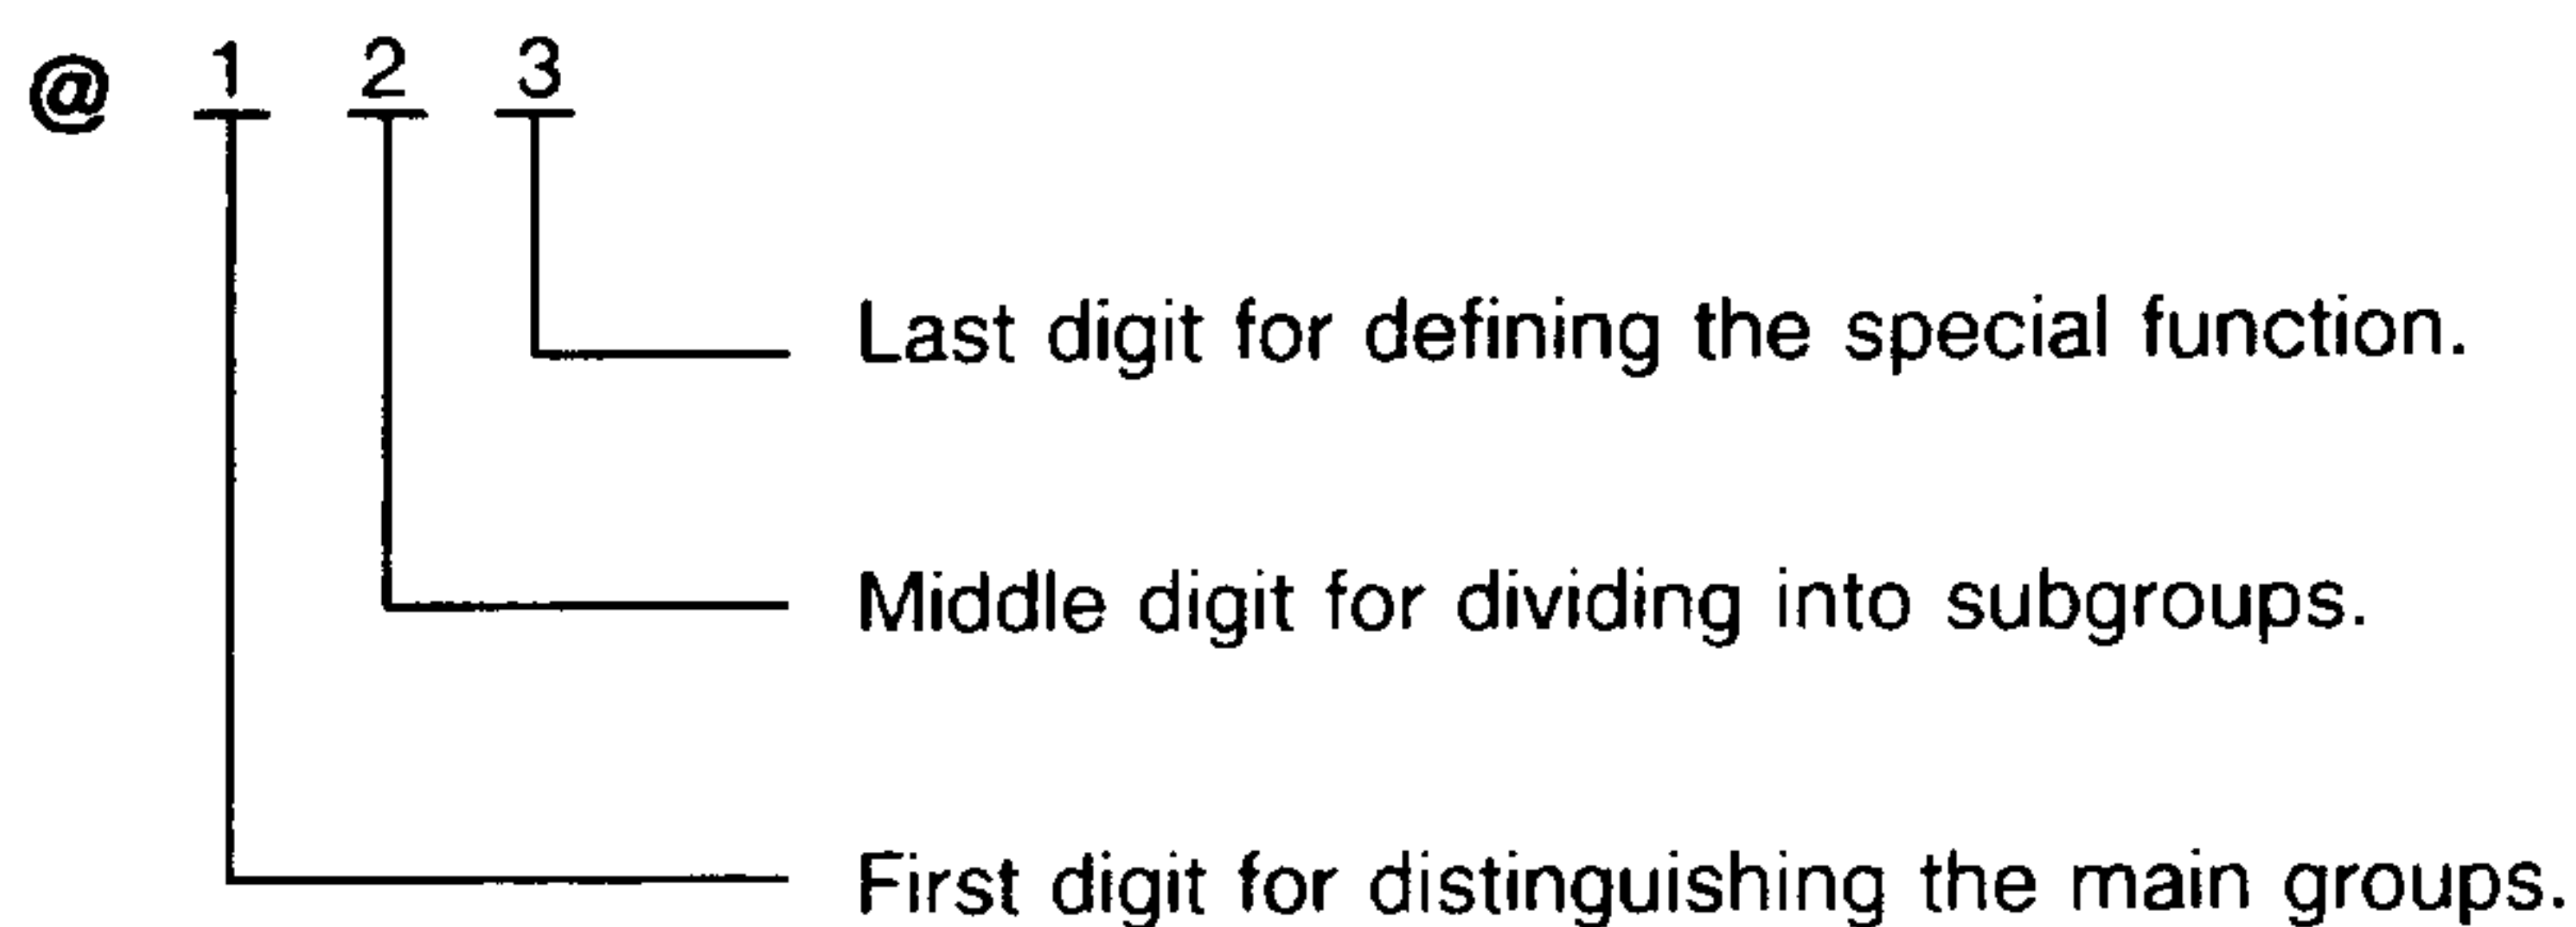 @ 1 2 3
Last digit for defining the special function.
Middle digit for dividing into subgroups.
First digit for distinguishing the main groups.